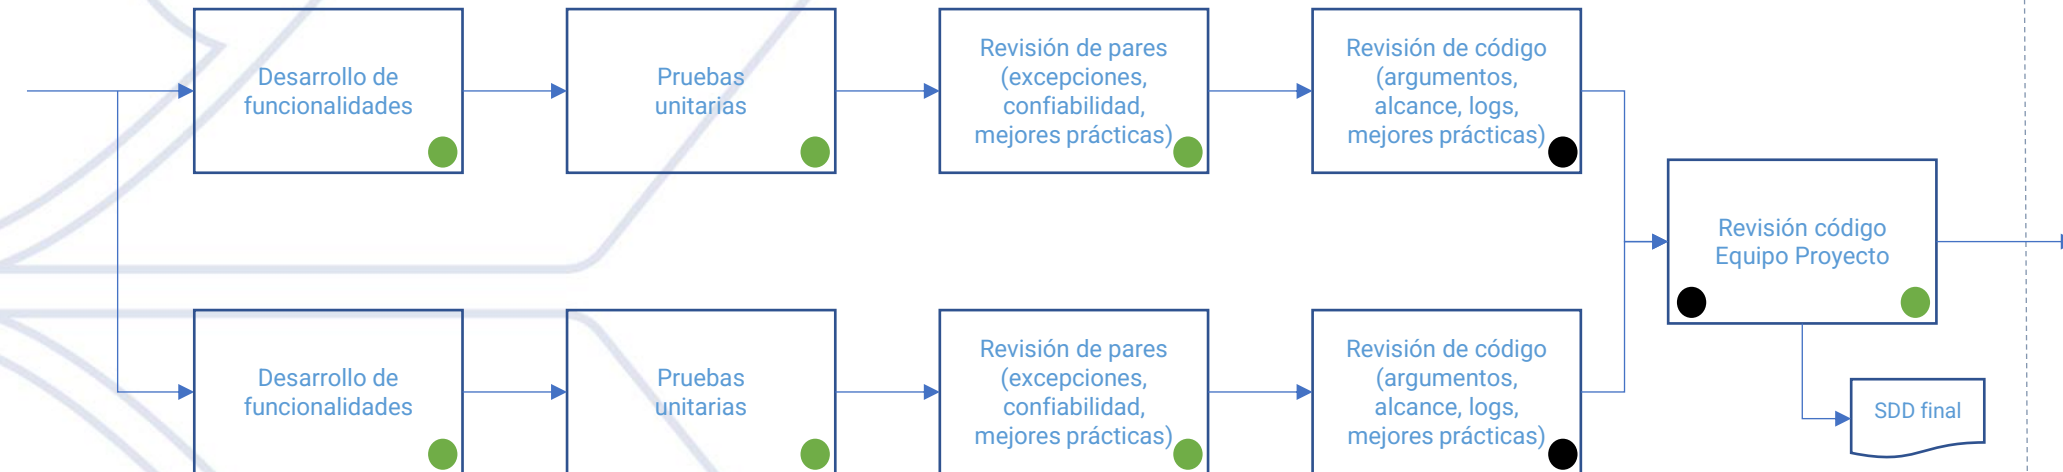 Desarrollo de
funcionalidades
Pruebas
unitarias
Revisión de pares
(excepciones,
confiabilidad,
mejores prácticas)
Revisión de código
(argumentos,
alcance, logs,
mejores prácticas)
Revisión código
Equipo Proyecto
Desarrollo de
funcionalidades
Pruebas
unitarias
Revisión de pares
(excepciones,
confiabilidad,
mejores prácticas)
Revisión de código
(argumentos,
alcance, logs,
mejores prácticas)
SDD final